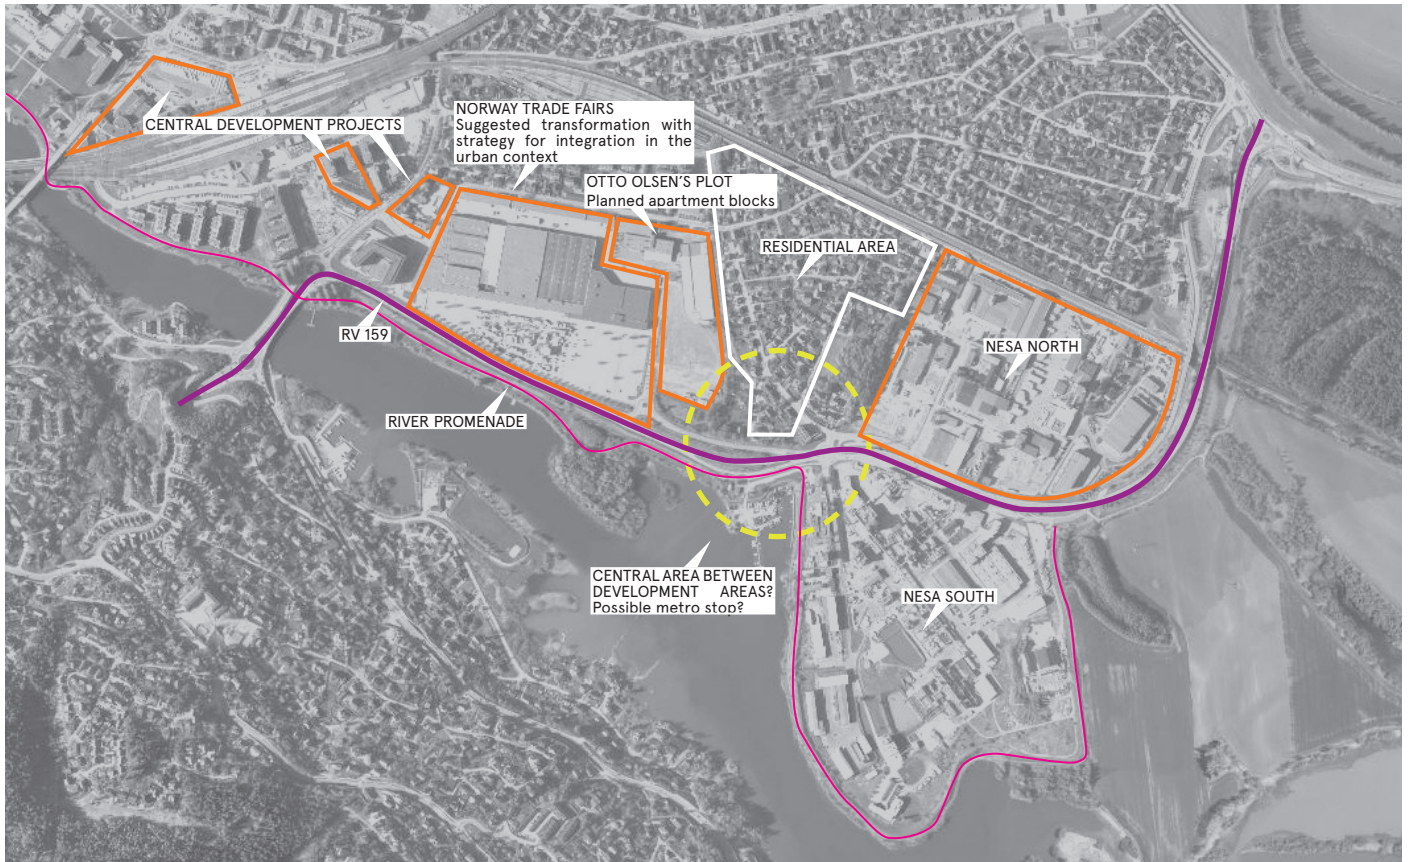 NORWAY TRADE FAIRS
Suggested transformation with
strategy for integration in the
urban context
CENTRAL DEVELOPMENT PROJECTS
OTTO OLSEN'S PLOT
Planned apartment blocks
RESIDENTIAL AREA
RV 159
NESA NORTH
RIVER PROMENADE
CENTRAL AREA BETWEEN
DEVELOPMENT AREAS?
Possible metro stop?
NESA SOUTH